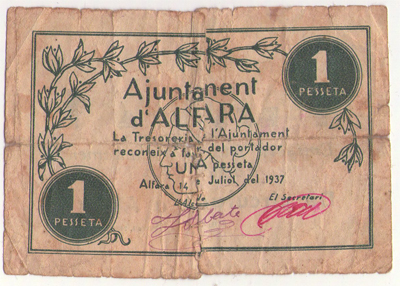 1
PESSETA
Ajuntament
d'ALFARA
La Tresoreria l'Ajuntament
reconeix a favor del portador
UNA pesseta
Alfara 14 de Juliol de 1937
El Secretari
1
PESSETA